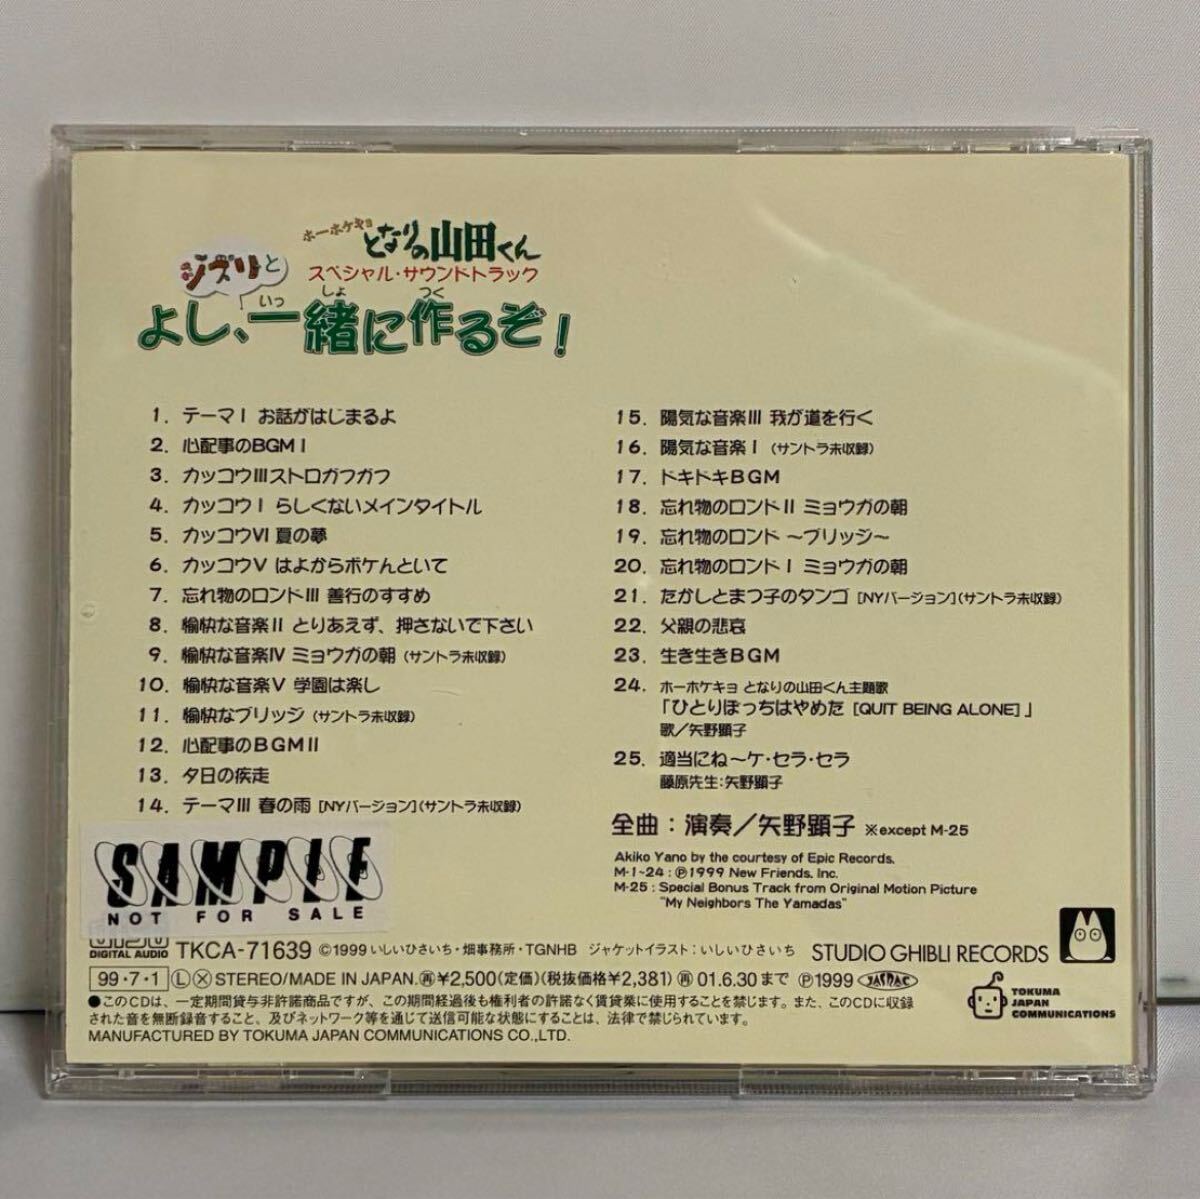 ホーホケキョ
となりの山田くん
スペシャル・サウンドトラック
ジブリと
いっしょ つく
よし、一緒に作るぞ!
1. テーマI お話がはじまるよ
2. 心配事のBGM I
3. カッコウIIIストロガフガフ
4. カッコウI らしくないメインタイトル
5. カッコウVI 夏の夢
6. カッコウV はよからボケんといて
7. 忘れ物のロンドIII 善行のすすめ
8. 愉快な音楽II とりあえず、押さないで下さい
9. 愉快な音楽IV ミョウガの朝(サントラ未収録)
10. 愉快な音楽V 学園は楽し
11. 愉快なブリッジ(サントラ未収録)
12. 心配事のBGM II
13. 夕日の疾走
14. テーマIII 春の雨[NYバージョン](サントラ未収録)
15. 陽気な音楽III 我が道を行く
16. 陽気な音楽I(サントラ未収録)
17. ドキドキBGM
18. 忘れ物のロンドII ミョウガの朝
19. 忘れ物のロンド ~ブリッジ~
20. 忘れ物のロンドI ミョウガの朝
21. たかしとまつ子のタンゴ[NYバージョン](サントラ未収録)
22. 父親の悲哀
23. 生き生きBGM
24. ホーホケキョ となりの山田くん主題歌
「ひとりぼっちはやめた[QUIT BEING ALONE]」
歌/矢野顕子
25. 適当にね~ケ・セラ・セラ
藤原先生:矢野顕子
全曲:演奏/矢野顕子 ※except M-25
Akiko Yano by the courtesy of Epic Records.
M-1~24:Ⓟ1999 New Friends, Inc.
M-25:Special Bonus Track from Original Motion Picture
"My Neighbors The Yamadas"
SAMPLE
NOT FOR SALE
DIGITAL AUDIO
TKCA-71639 ©1999 いしいひさいち・畑事務所・TGNHB ジャケットイラスト:いしいひさいち
STUDIO GHIBLI RECORDS
99・7・1 Ⓛ Ⓧ STEREO/MADE IN JAPAN. 再¥2,500(定価)(税抜価格¥2,381)再01.6.30まで Ⓟ1999 JASRAC
●このCDは、一定期間貸与非許諾商品ですが、この期間経過後も権利者の許諾なく賃貸業に使用することを禁じます。また、このCDに収録
された音を無断録音すること、及びネットワーク等を通じて送信可能な状態にすることは、法律で禁じられています。
MANUFACTURED BY TOKUMA JAPAN COMMUNICATIONS CO.,LTD.
TOKUMA
JAPAN
COMMUNICATIONS